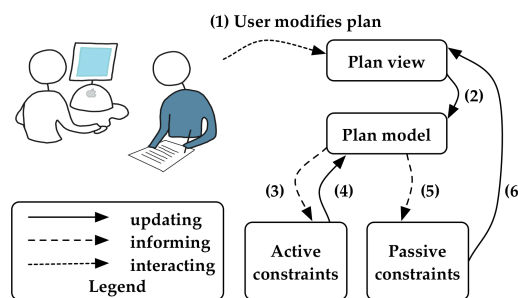 (1) User modifies plan
Plan view
(2)
Plan model
(3)
(4)
(5)
(6
Active
constraints
Passive
constraints
updating
informing
interacting
Legend